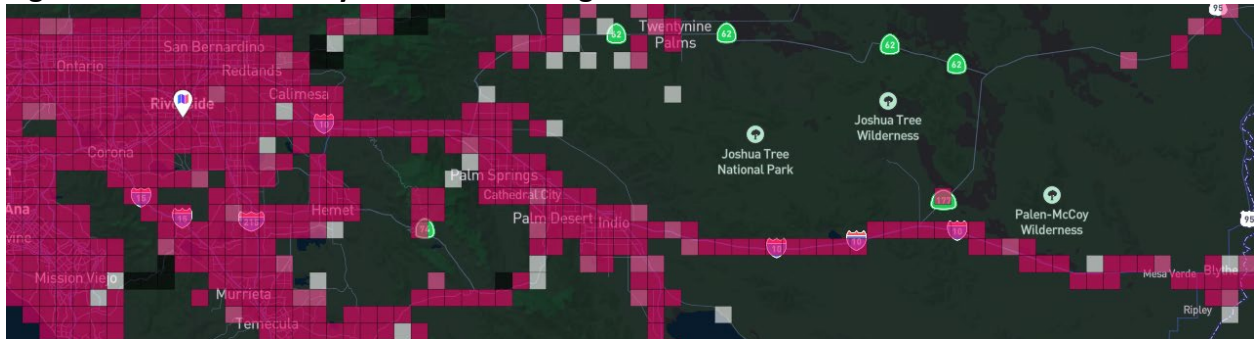 95
62
Twentynine
Palms
62
San Bernardino
62
Ontario
Redlands
62
Calimesa
Riverside
Joshua Tree
Wilderness
10
Joshua Tree
National Park
Corona
Palm Springs
Cathedral City
15
177
Ana
15
215
Hemet
74
Palm Desert
Indio
Palen-McCoy
Wilderness
95
10
10
10
Mission Viejo
Mesa Verde
Blythe
Murrieta
Ripley
Temecula